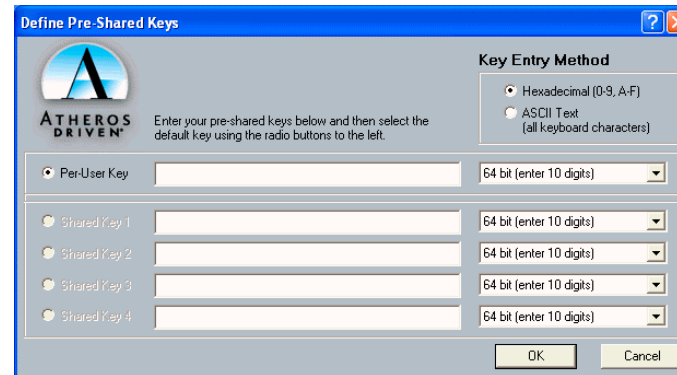 Define Pre-Shared Keys
Key Entry Method
Hexadecimal (0-9, A-F)
ASCII Text
(all keyboard characters)
ATHEROS
DRIVEN
Enter your pre-shared keys below and then select the
default key using the radio buttons to the left.
Per-User Key 64 bit (enter 10 digits)
Shared Key 1 64 bit (enter 10 digits)
Shared Key 2 64 bit (enter 10 digits)
Shared Key 3 64 bit (enter 10 digits)
Shared Key 4 64 bit (enter 10 digits)
OK Cancel